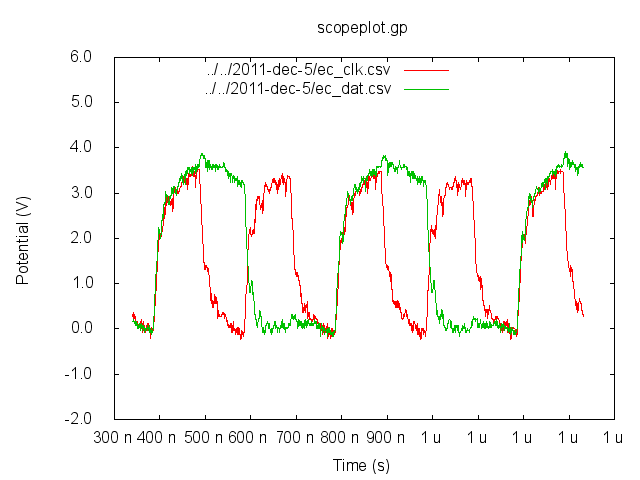 scopeplot.gp
../../2011-dec-5/ec_clk.csv
../../2011-dec-5/ec_dat.csv
6.0
5.0
4.0
3.0
2.0
1.0
0.0
-1.0
-2.0
Potential (V)
300 n 400 n 500 n 600 n 700 n 800 n 900 n 1 u 1 u 1 u 1 u 1 u
Time (s)